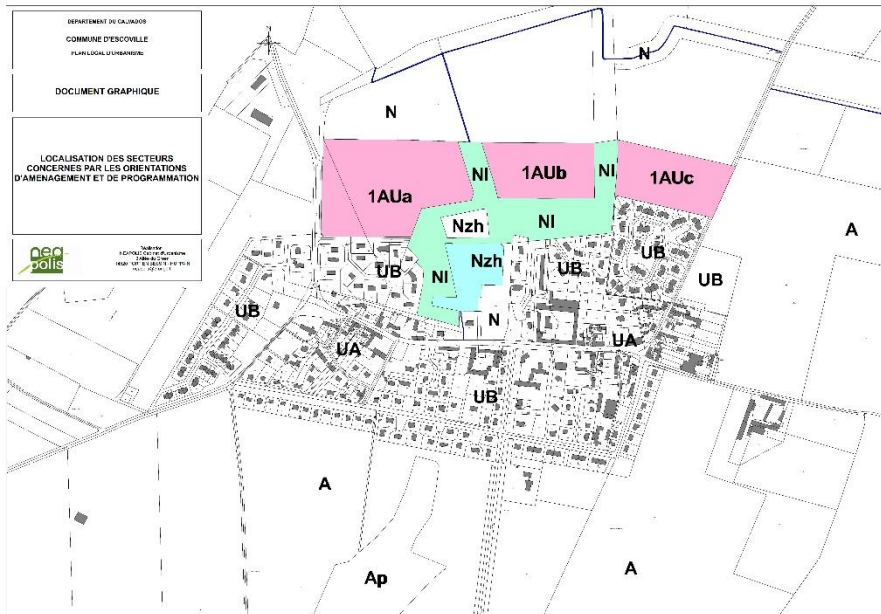 DEPARTEMENT DU CALVADOS
COMMUNE D'ESCOVILLE
PLAN LOCAL D'URBANISME
DOCUMENT GRAPHIQUE
LOCALISATION DES SECTEURS
CONCERNES PAR LES ORIENTATIONS
D'AMENAGEMENT ET DE PROGRAMMATION
neapolis
N
N
1AUa
Nl
1AUb
Nl
1AUc
Nzh
Nl
A
UB
Nl
Nzh
UB
UB
UB
UB
N
UA
UA
UB
A
Ap
A